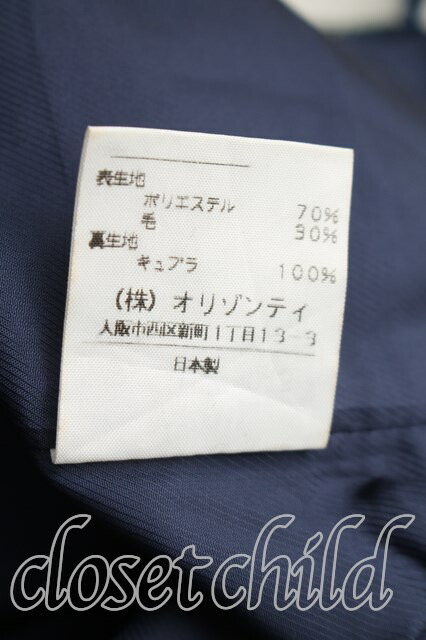 表生地
ポリエステル 70%
毛 30%
裏生地
キュプラ 100%
(株) オリゾンティ
大阪市西区新町1丁目13-3
日本製
closet child